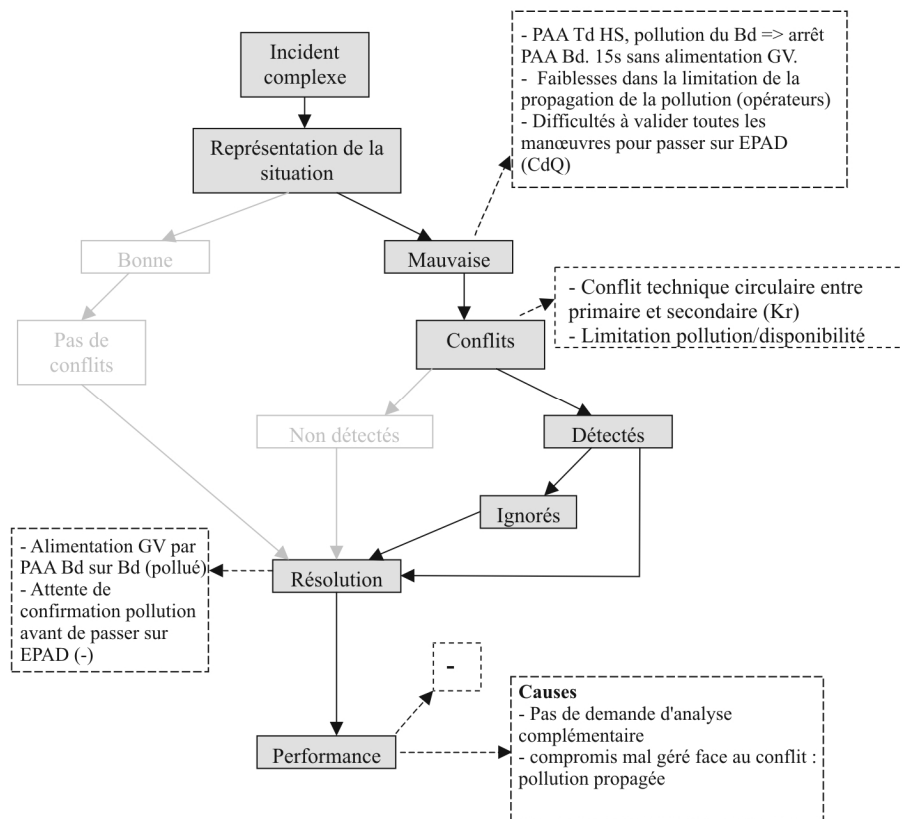 Incident
complexe
- PAA Td HS, pollution du Bd => arrêt
PAA Bd. 15s sans alimentation GV.
- Faiblesses dans la limitation de la
propagation de la pollution (opérateurs)
- Difficultés à valider toutes les
manœuvres pour passer sur EPAD
(CdQ)
Représentation de la
situation
Bonne
Mauvaise
- Conflit technique circulaire entre
primaire et secondaire (Kr)
- Limitation pollution/disponibilité
Pas de
conflits
Conflits
Non détectés
Détectés
Ignorés
- Alimentation GV par
PAA Bd sur Bd (pollué)
- Attente de
confirmation pollution
avant de passer sur
EPAD (-)
Résolution
-
Performance
Causes
- Pas de demande d'analyse
complémentaire
- compromis mal géré face au conflit :
pollution propagée